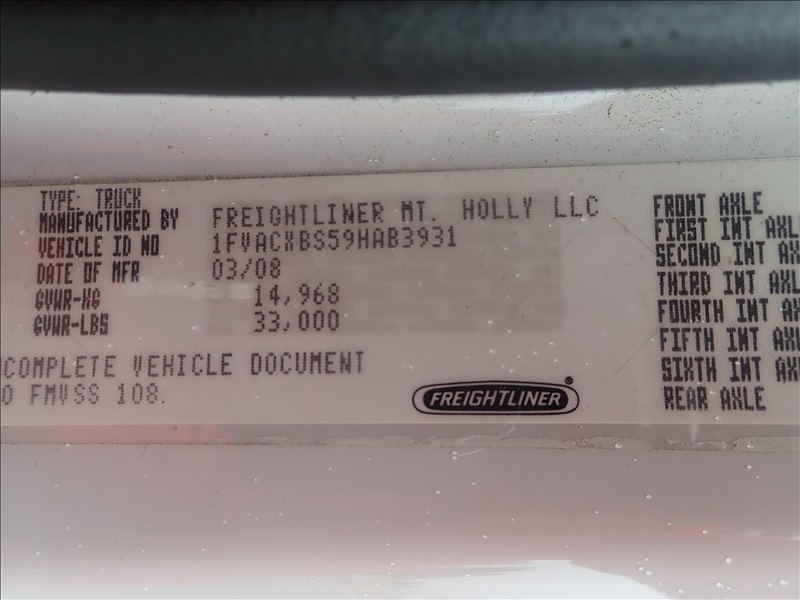 TYPE: TRUCK
MANUFACTURED BY FREIGHTLINER MT. HOLLY LLC
VEHICLE ID NO 1FVACXBS59HAB3931
DATE OF MFR 03/08
GVWR-KG 14,968
GVWR-LBS 33,000
COMPLETE VEHICLE DOCUMENT
O FMVSS 108.
FREIGHTLINER®
FRONT AXLE
FIRST INT AXL
SECOND INT AX
THIRD INT AXL
FOURTH INT AX
FIFTH INT AXL
SIXTH INT AX
REAR AXLE